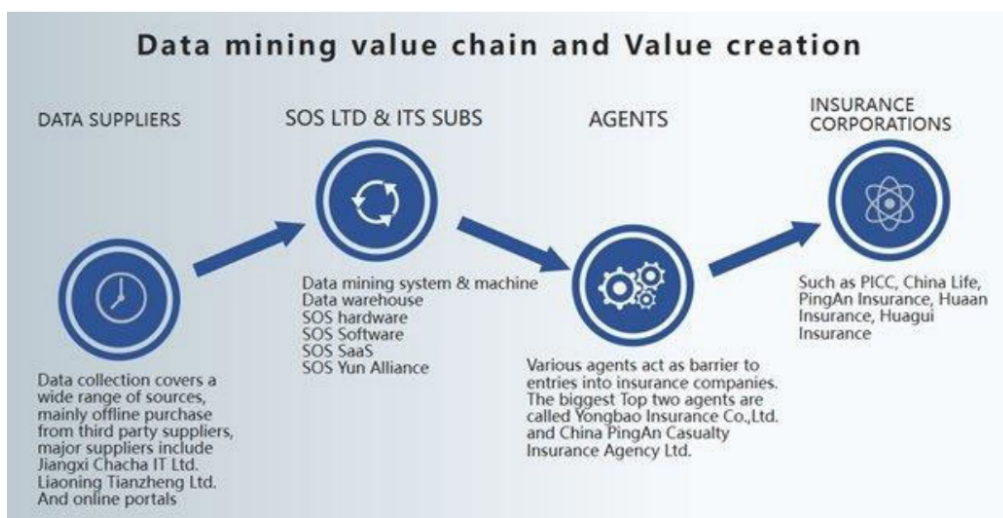 Data mining value chain and Value creation
DATA SUPPLIERS
Data collection covers a
wide range of sources,
mainly offline purchase
from third party suppliers,
major suppliers include
Jiangxi Chacha IT Ltd.
Liaoning Tianzheng Ltd.
And online portals
SOS LTD & ITS SUBS
Data mining system & machine
Data warehouse
SOS hardware
SOS Software
SOS SaaS
SOS Yun Alliance
AGENTS
Various agents act as barrier to
entries into insurance companies.
The biggest Top two agents are
called Yongbao Insurance Co.,Ltd.
and China PingAn Casualty
Insurance Agency Ltd.
INSURANCE
CORPORATIONS
Such as PICC, China Life,
PingAn Insurance, Huaan
Insurance, Huagui
Insurance